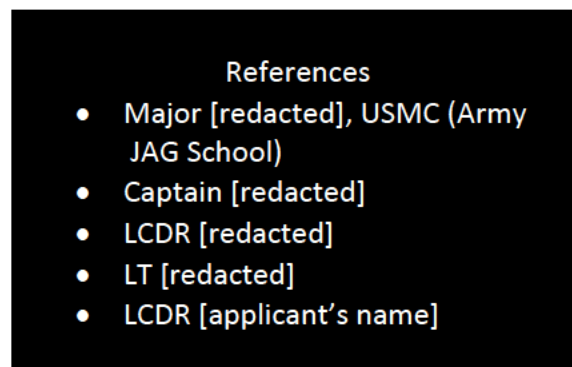 References
• Major [redacted], USMC (Army
JAG School)
• Captain [redacted]
• LCDR [redacted]
• LT [redacted]
• LCDR [applicant’s name]